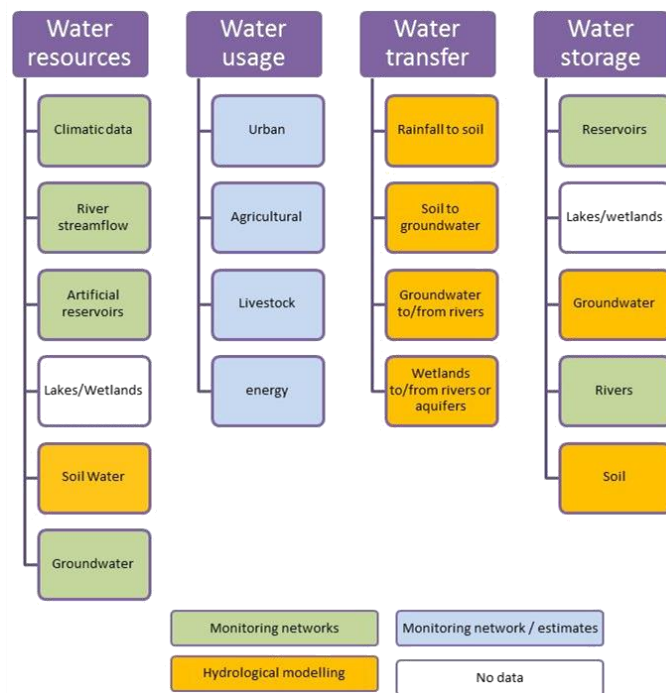 Water
resources
Climatic data
River
streamflow
Artificial
reservoirs
Lakes/Wetlands
Soil Water
Groundwater
Water
usage
Urban
Agricultural
Livestock
energy
Water
transfer
Rainfall to soil
Soil to
groundwater
Groundwater
to/from rivers
Wetlands
to/from rivers or
aquifers
Water
storage
Reservoirs
Lakes/wetlands
Groundwater
Rivers
Soil
Monitoring networks
Monitoring network / estimates
Hydrological modelling
No data